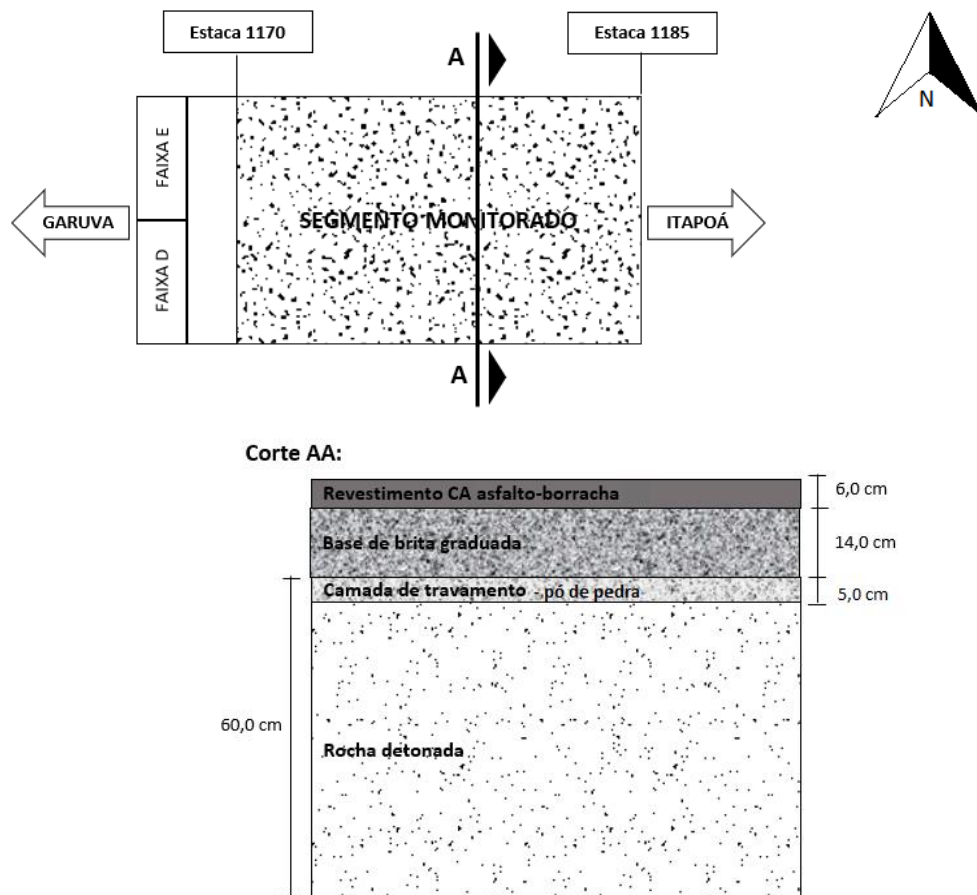 Estaca 1170
Estaca 1185
A
N
FAIXA E
FAIXA D
GARUVA
SEGMENTO MONITORADO
ITAPOÁ
A
Corte AA:
Revestimento CA asfalto-borracha
6,0 cm
Base de brita graduada
14,0 cm
Camada de travamento - pó de pedra
5,0 cm
60,0 cm
Rocha detonada